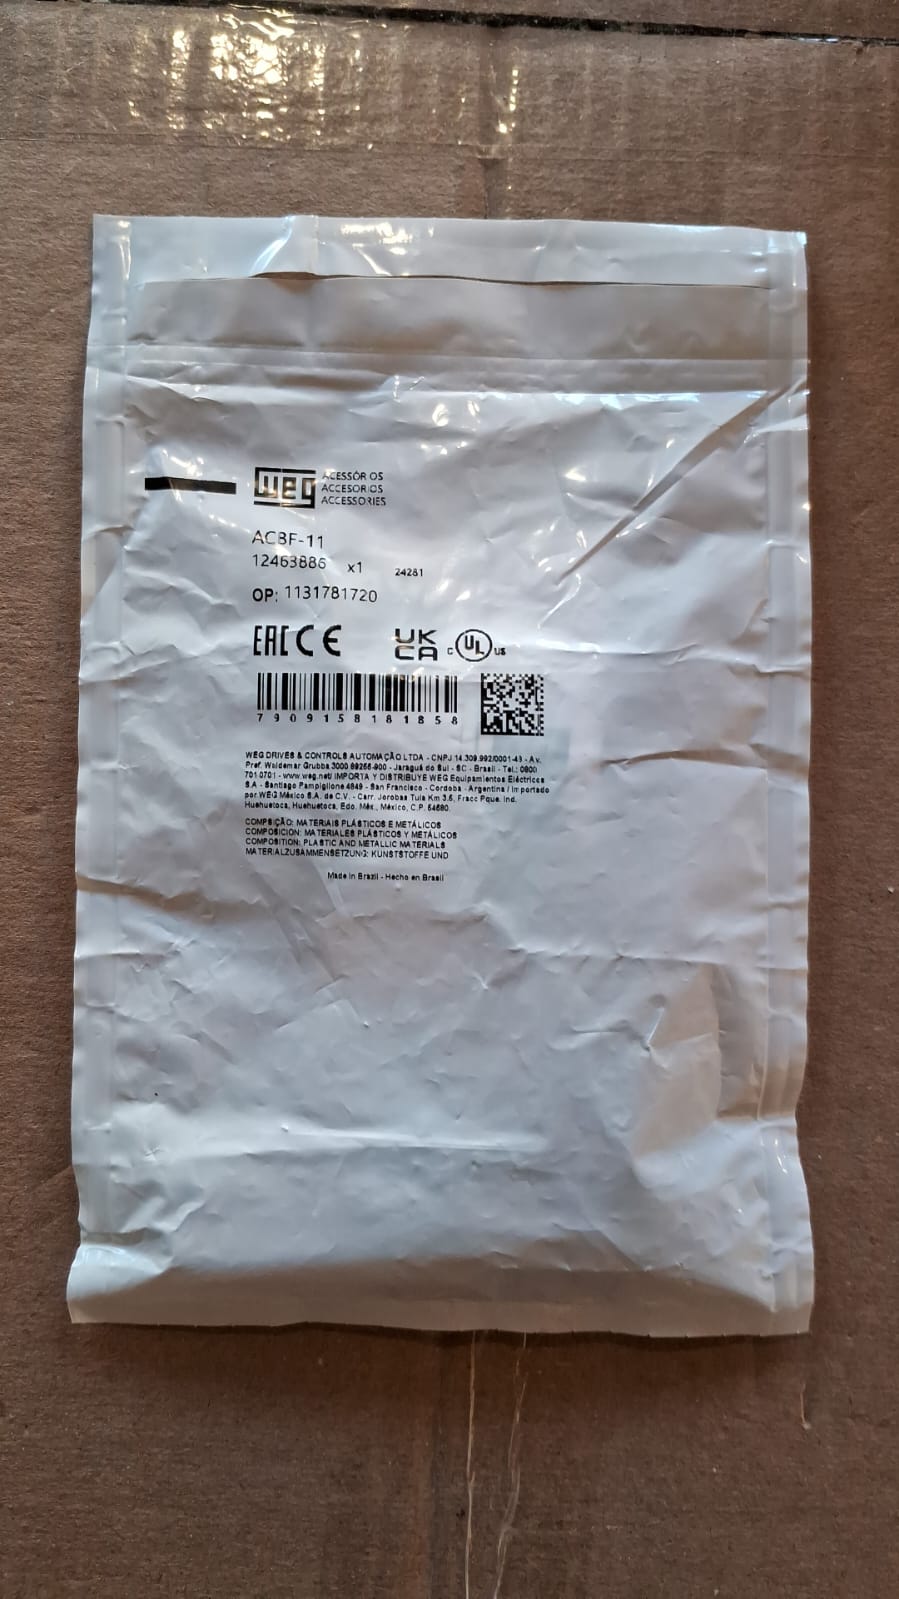 WEG ACESSÓRIOS
ACCESORIOS
ACCESSORIES
ACBF-11
12463886 x1 24281
OP: 1131781720
EAC CE UKCA c UL us
7909158181858
WEG DRIVES & CONTROLS AUTOMAÇÃO LTDA - CNPJ 14.309.992/0001-43 - Av.
Pref. Waldemar Grubba 3000 89256-900 - Jaraguá do Sul - SC - Brasil - Tel.: 0800
701 0701 - www.weg.net/ IMPORTA Y DISTRIBUYE WEG Equipamientos Eléctricos
S.A - Santiago Pampiglione 4849 - San Francisco - Cordoba - Argentina / Importado
por WEG México S.A. de C.V. - Carr. Jorobas Tula Km 3.5, Fracc Pque. Ind.
Huehuetoca, Huehuetoca, Edo. Méx., México, C.P. 54680.
COMPSIÇÃO: MATERIAIS PLÁSTICOS E METÁLICOS
COMPOSICION: MATERIALES PLÁSTICOS Y METÁLICOS
COMPOSITION: PLASTIC AND METALLIC MATERIALS
MATERIALZUSAMMENSETZUNG: KUNSTSTOFFE UND
Made in Brazil - Hecho en Brasil